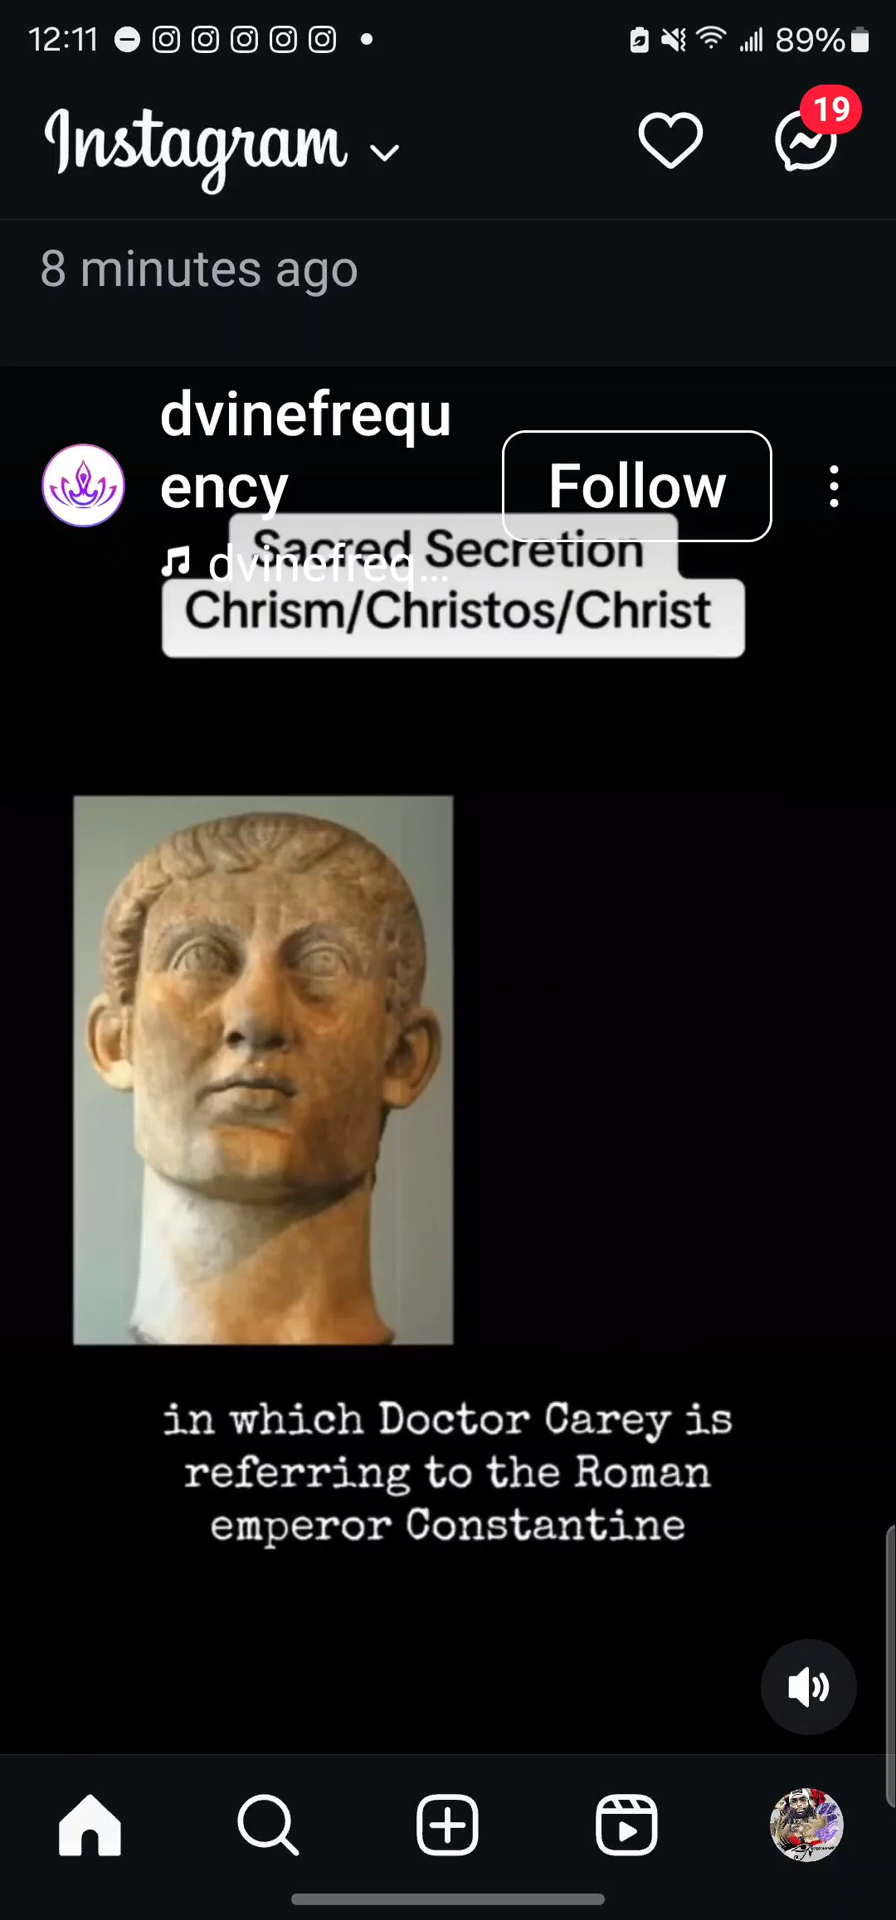 12:11
89%
Instagram
19
8 minutes ago
dvinefrequ
ency
Follow
dvinefreq...
Sacred Secretion
Chrism/Christos/Christ
in which Doctor Carey is
referring to the Roman
emperor Constantine